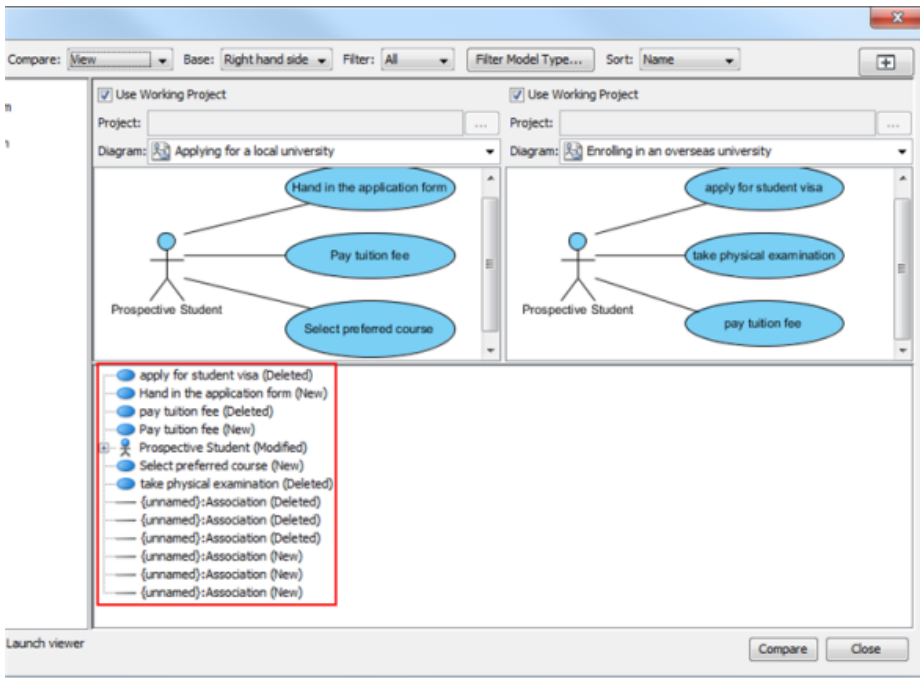 Compare: View Base: Right hand side Filter: All Filter Model Type... Sort: Name
Use Working Project
Project: ...
Diagram: Applying for a local university
Hand in the application form
Pay tuition fee
Prospective Student
Select preferred course
Use Working Project
Project: ...
Diagram: Enrolling in an overseas university
apply for student visa
take physical examination
Prospective Student
pay tuition fee
apply for student visa (Deleted)
Hand in the application form (New)
pay tuition fee (Deleted)
Pay tuition fee (New)
Prospective Student (Modified)
Select preferred course (New)
take physical examination (Deleted)
{unnamed}:Association (Deleted)
{unnamed}:Association (Deleted)
{unnamed}:Association (Deleted)
{unnamed}:Association (New)
{unnamed}:Association (New)
{unnamed}:Association (New)
Launch viewer
Compare Close